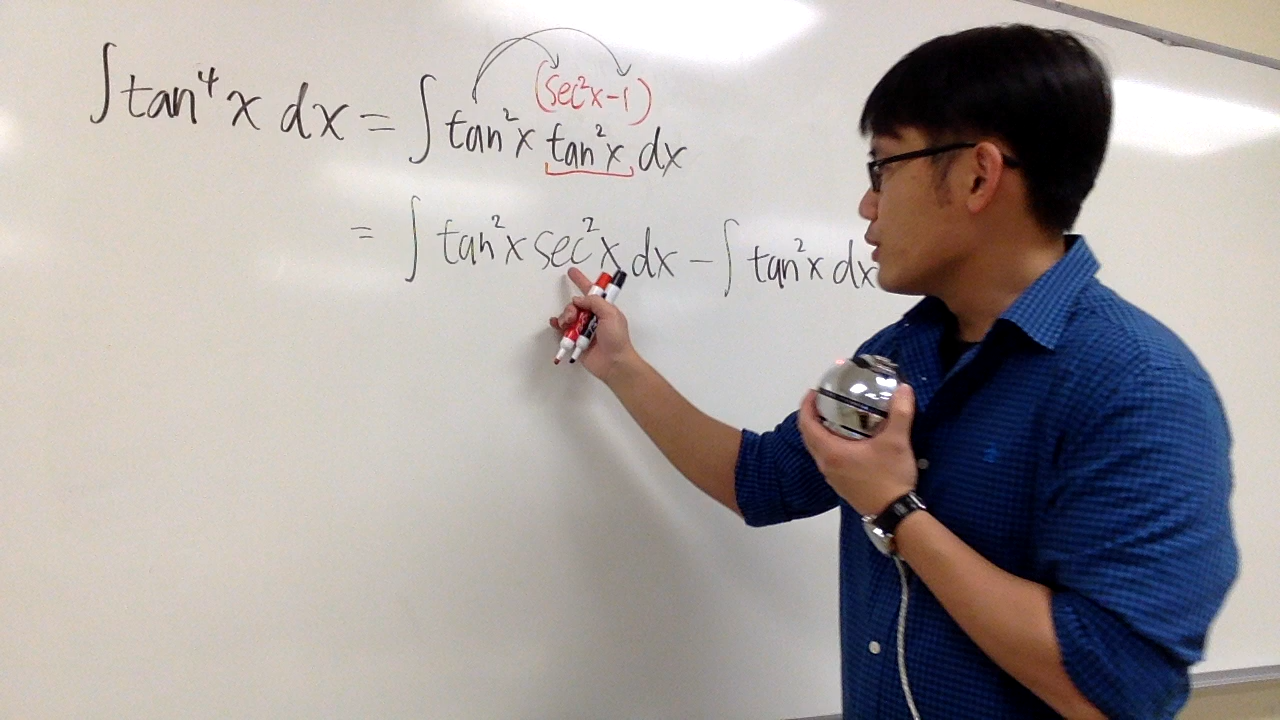 ∫tan⁴x dx = ∫tan²x tan²x dx
(sec²x-1)
= ∫tan²x sec²x dx - ∫tan²x dx